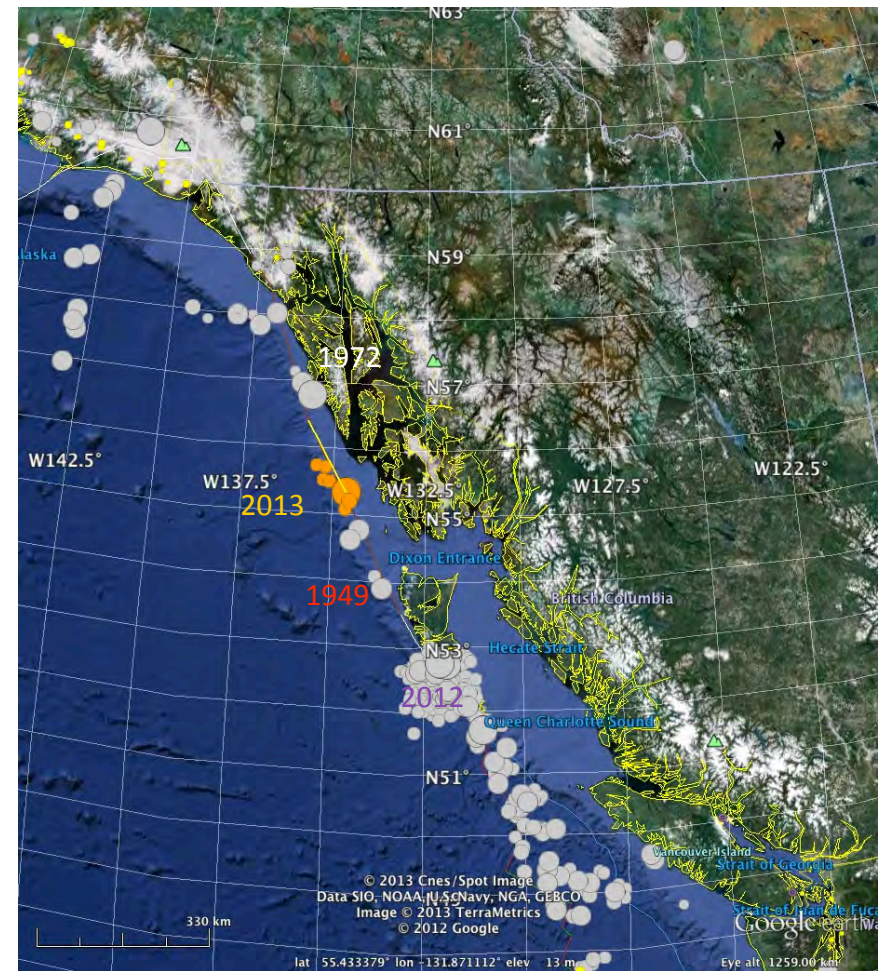 N63°
N61°
laska
N59°
1972
N57°
W142.5°
W137.5°
W132.5°
W127.5°
W122.5°
2013
N55°
Dixon Entrance
1949
British Columbia
N53°
Hecate Strait
2012
Queen Charlotte Sound
N51°
Vancouver Island
Strait of Georgia
© 2013 Cnes/Spot Image
Data SIO, NOAA, U.S. Navy, NGA, GEBCO
N49°
Image © 2013 TerraMetrics
© 2012 Google
Strait of Juan de Fuca
Google earth
Wa
330 km
lat 55.433379° lon -131.871112° elev 13 m
Eye alt 1259.00 km